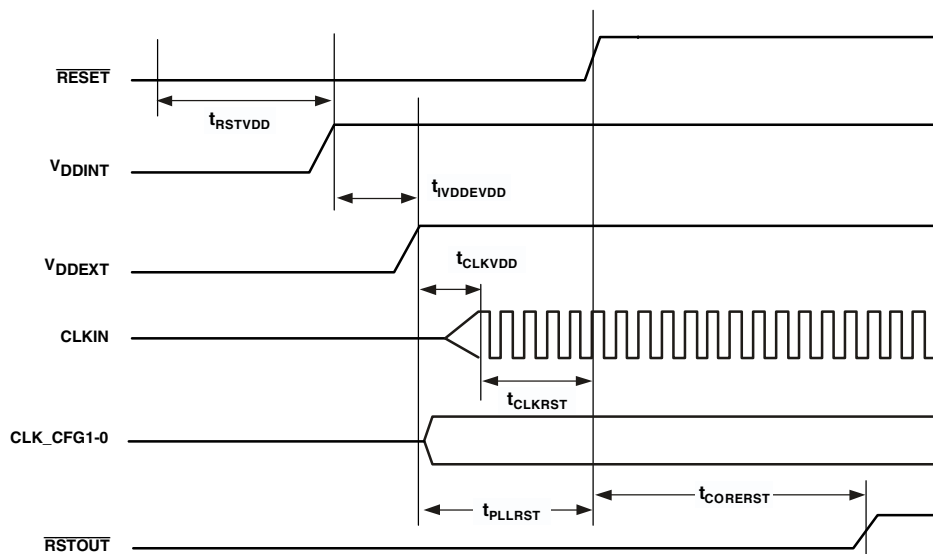 RESET
tRSTVDD
VDDINT
tIVDDEVDD
VDDEXT
tCLKVDD
CLKIN
tCLKRST
CLK_CFG1-0
tCORERST
tPLLRST
RSTOUT